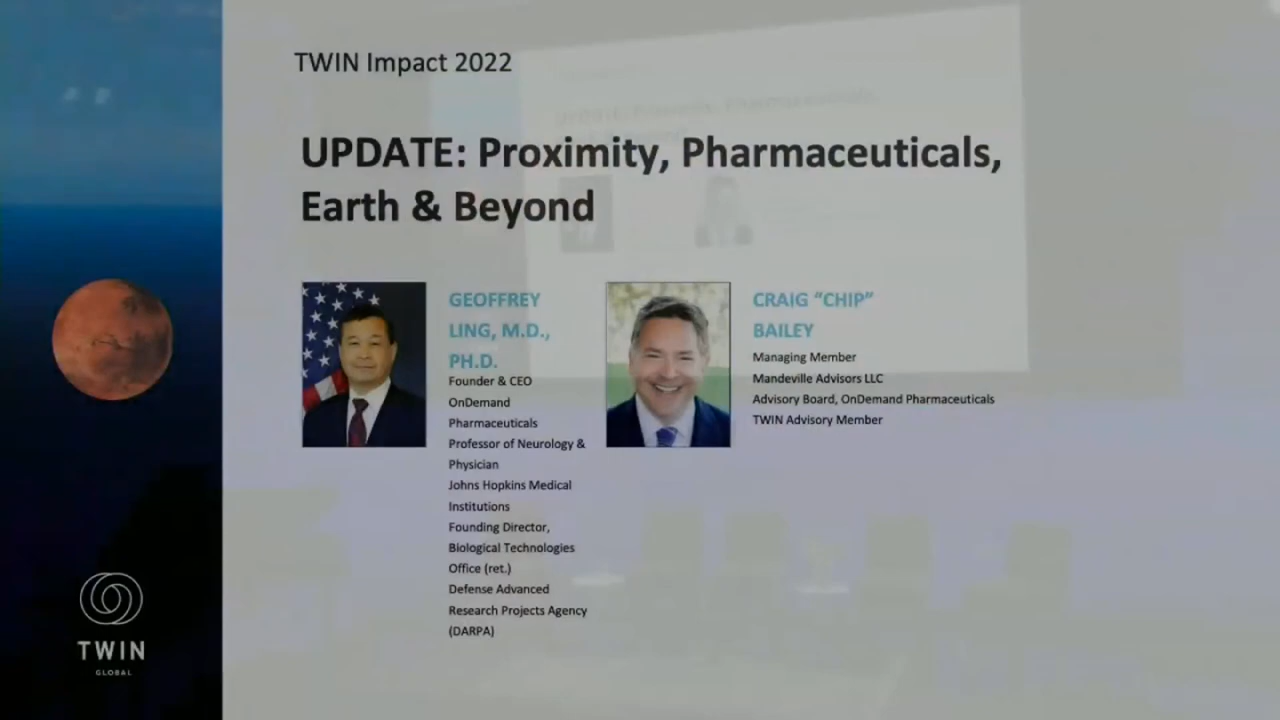 TWIN Impact 2022
UPDATE: Proximity, Pharmaceuticals,
Earth & Beyond
GEOFFREY
LING, M.D.,
PH.D.
Founder & CEO
OnDemand
Pharmaceuticals
Professor of Neurology &
Physician
Johns Hopkins Medical
Institutions
Founding Director,
Biological Technologies
Office (ret.)
Defense Advanced
Research Projects Agency
(DARPA)
CRAIG “CHIP”
BAILEY
Managing Member
Mandeville Advisors LLC
Advisory Board, OnDemand Pharmaceuticals
TWIN Advisory Member
TWIN
GLOBAL